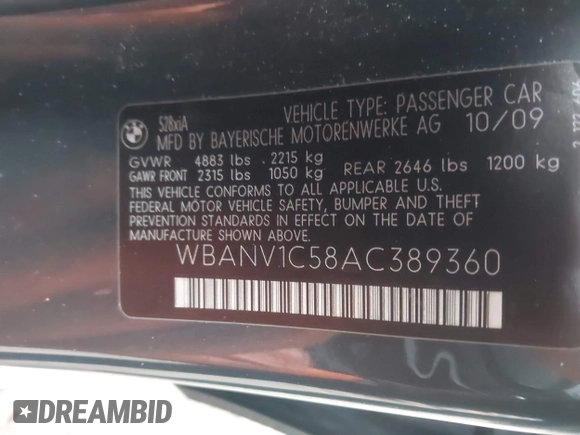 BMW
528xiA
VEHICLE TYPE: PASSENGER CAR
MFD BY BAYERISCHE MOTORENWERKE AG 10/09
GVWR 4883 lbs . 2215 kg
GAWR FRONT 2315 lbs 1050 kg REAR 2646 lbs 1200 kg
THIS VEHICLE CONFORMS TO ALL APPLICABLE U.S.
FEDERAL MOTOR VEHICLE SAFETY, BUMPER AND THEFT
PREVENTION STANDARDS IN EFFECT ON THE DATE OF
MANUFACTURE SHOWN ABOVE.
WBANV1C58AC389360
DREAMBID